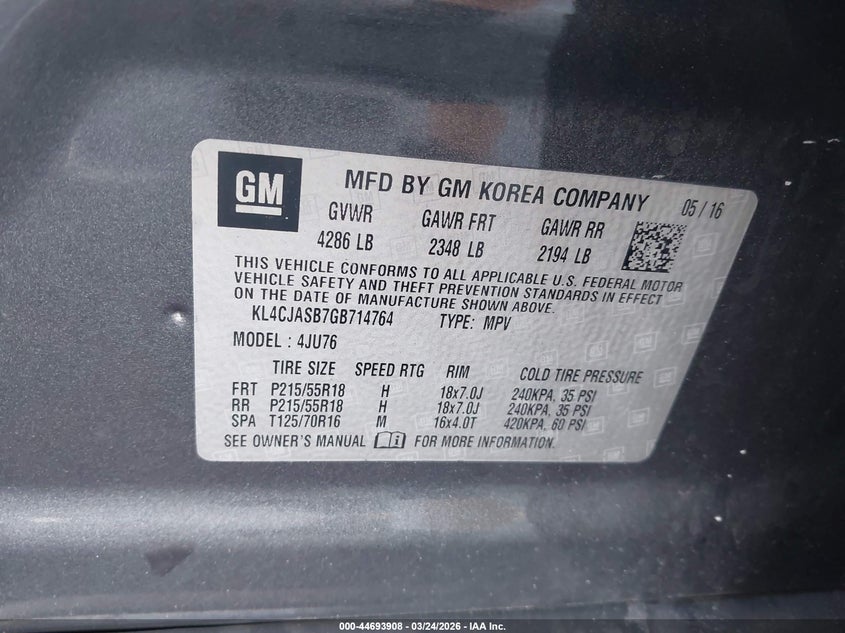 GM
MFD BY GM KOREA COMPANY 05 / 16
GVWR GAWR FRT GAWR RR
4286 LB 2348 LB 2194 LB
THIS VEHICLE CONFORMS TO ALL APPLICABLE U.S. FEDERAL MOTOR
VEHICLE SAFETY AND THEFT PREVENTION STANDARDS IN EFFECT
ON THE DATE OF MANUFACTURE SHOWN ABOVE.
KL4CJASB7GB714764 TYPE: MPV
MODEL : 4JU76
TIRE SIZE SPEED RTG RIM COLD TIRE PRESSURE
FRT P215/55R18 H 18x7.0J 240KPA, 35 PSI
RR P215/55R18 H 18x7.0J 240KPA, 35 PSI
SPA T125/70R16 M 16x4.0T 420KPA, 60 PSI
SEE OWNER'S MANUAL FOR MORE INFORMATION.
000-44693908 - 03/24/2026 - IAA Inc.